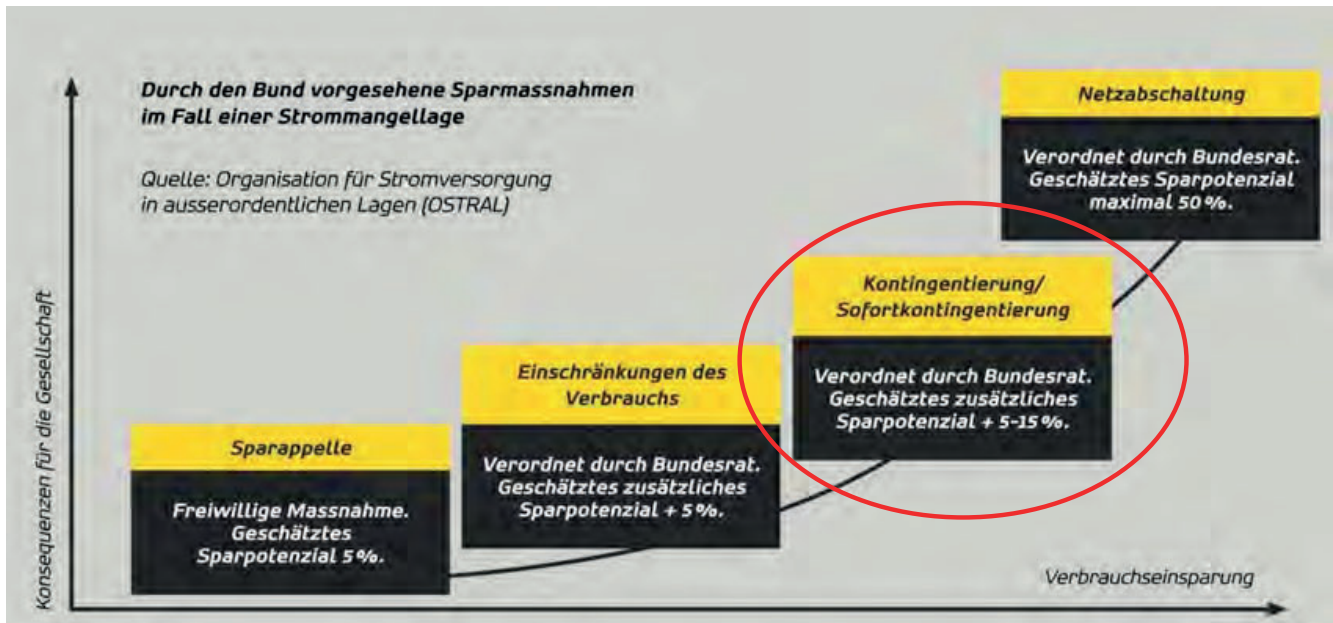 Durch den Bund vorgesehene Sparmassnahmen
im Fall einer Strommangellage
Quelle: Organisation für Stromversorgung
in ausserordentlichen Lagen (OSTRAL)
Konsequenzen für die Gesellschaft
Sparappelle
Freiwillige Massnahme.
Geschätztes
Sparpotenzial 5 %.
Einschränkungen des
Verbrauchs
Verordnet durch Bundesrat.
Geschätztes zusätzliches
Sparpotenzial + 5 %.
Kontingentierung/
Sofortkontingentierung
Verordnet durch Bundesrat.
Geschätztes zusätzliches
Sparpotenzial + 5-15 %.
Netzabschaltung
Verordnet durch Bundesrat.
Geschätztes Sparpotenzial
maximal 50 %.
Verbrauchseinsparung